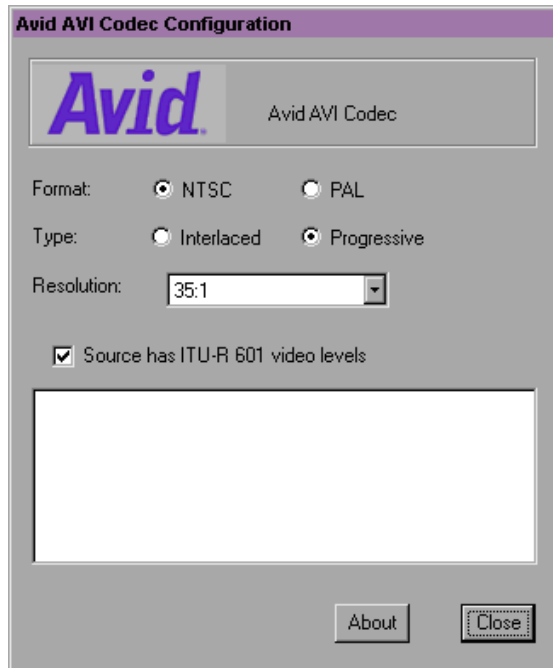 Avid AVI Codec Configuration
Avid
Avid AVI Codec
Format: NTSC PAL
Type: Interlaced Progressive
Resolution: 35:1
Source has ITU-R 601 video levels
About Close